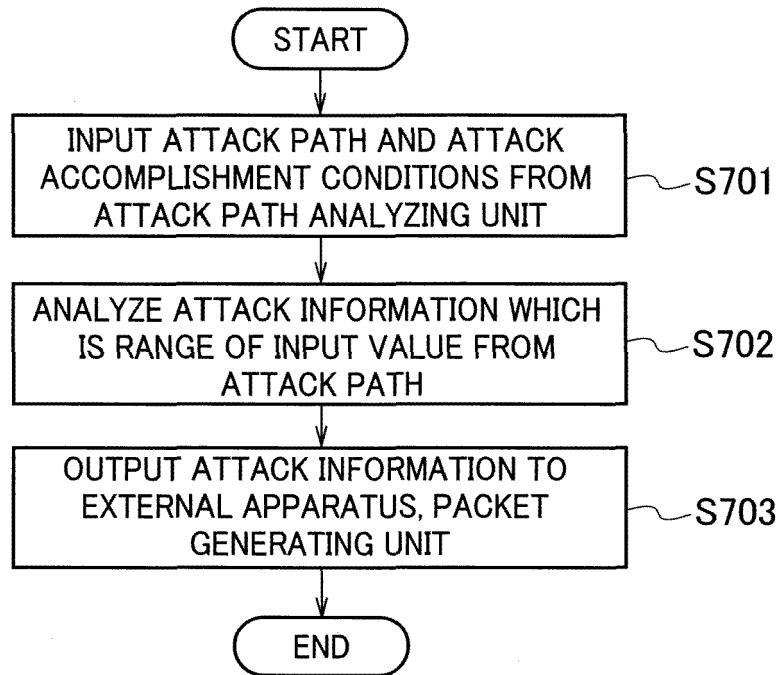 START
INPUT ATTACK PATH AND ATTACK
ACCOMPLISHMENT CONDITIONS FROM
ATTACK PATH ANALYZING UNIT
S701
ANALYZE ATTACK INFORMATION WHICH
IS RANGE OF INPUT VALUE FROM
ATTACK PATH
S702
OUTPUT ATTACK INFORMATION TO
EXTERNAL APPARATUS, PACKET
GENERATING UNIT
S703
END